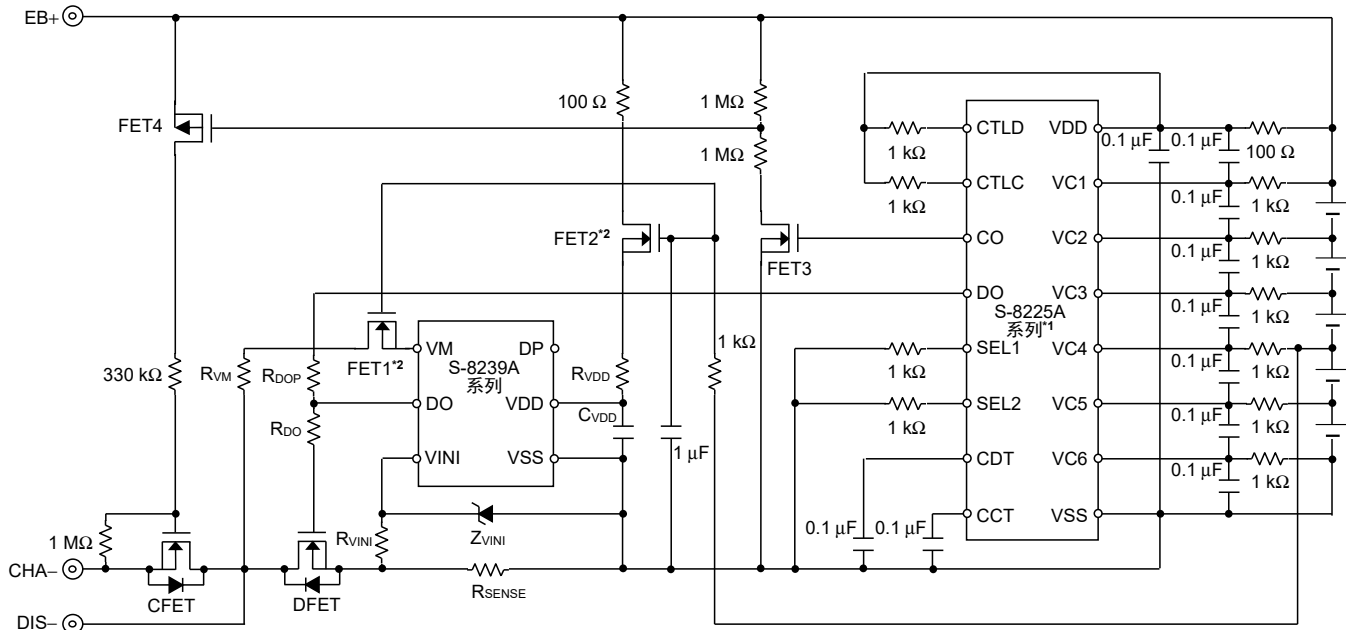 EB+
FET4
100 Ω
1 MΩ
1 MΩ
FET2*2
FET3
FET1*2
1 kΩ
1 kΩ
CTLD
CTLC
CO
DO
SEL1
SEL2
CDT
CCT
S-8225A
系列*1
VDD
VC1
VC2
VC3
VC4
VC5
VC6
VSS
0.1 µF
0.1 µF
100 Ω
0.1 µF
1 kΩ
0.1 µF
1 kΩ
0.1 µF
1 kΩ
0.1 µF
1 kΩ
0.1 µF
1 kΩ
0.1 µF
1 kΩ
330 kΩ
RVM
RDOP
RDO
VM
DO
VINI
S-8239A
系列
DP
VDD
VSS
RVDD
CVDD
1 kΩ
1 µF
1 kΩ
1 kΩ
0.1 µF
0.1 µF
1 MΩ
RVINI
ZVINI
RSENSE
CHA−
CFET
DFET
DIS−